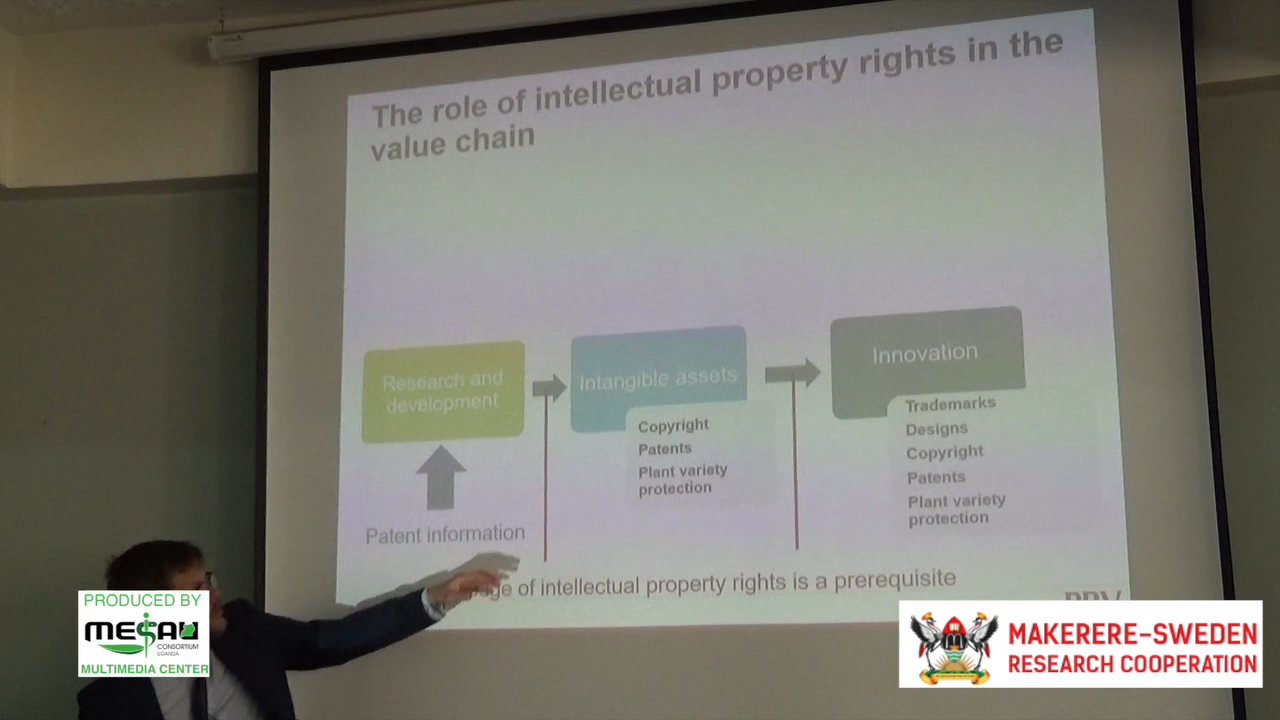 The role of intellectual property rights in the
value chain
Research and
development
Intangible assets
Innovation
Copyright
Patents
Plant variety
protection
Trademarks
Designs
Copyright
Patents
Plant variety
protection
Patent information
of intellectual property rights is a prerequisite
PRODUCED BY
MESAU
CONSORTIUM
UGANDA
MULTIMEDIA CENTER
MAKERERE-SWEDEN
RESEARCH COOPERATION